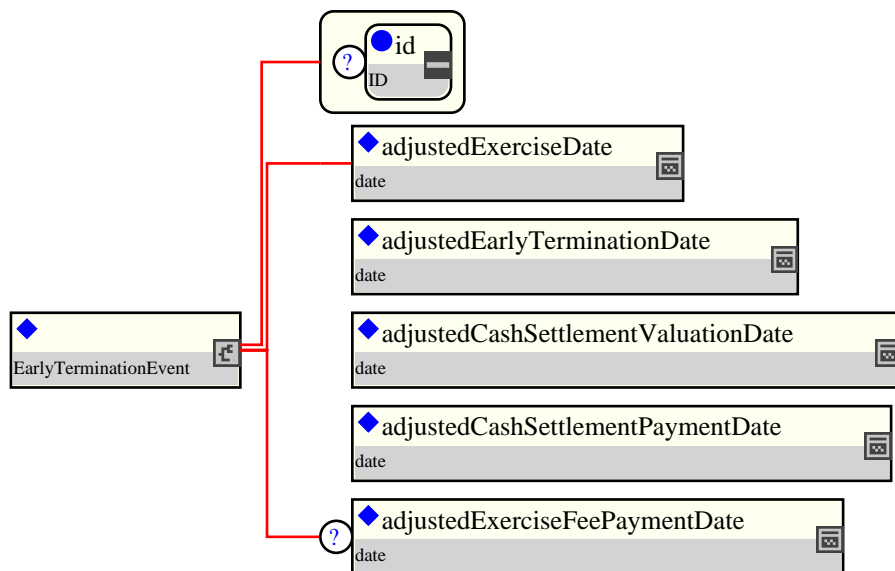 ? id
ID
adjustedExerciseDate
date
adjustedEarlyTerminationDate
date
EarlyTerminationEvent
adjustedCashSettlementValuationDate
date
adjustedCashSettlementPaymentDate
date
? adjustedExerciseFeePaymentDate
date